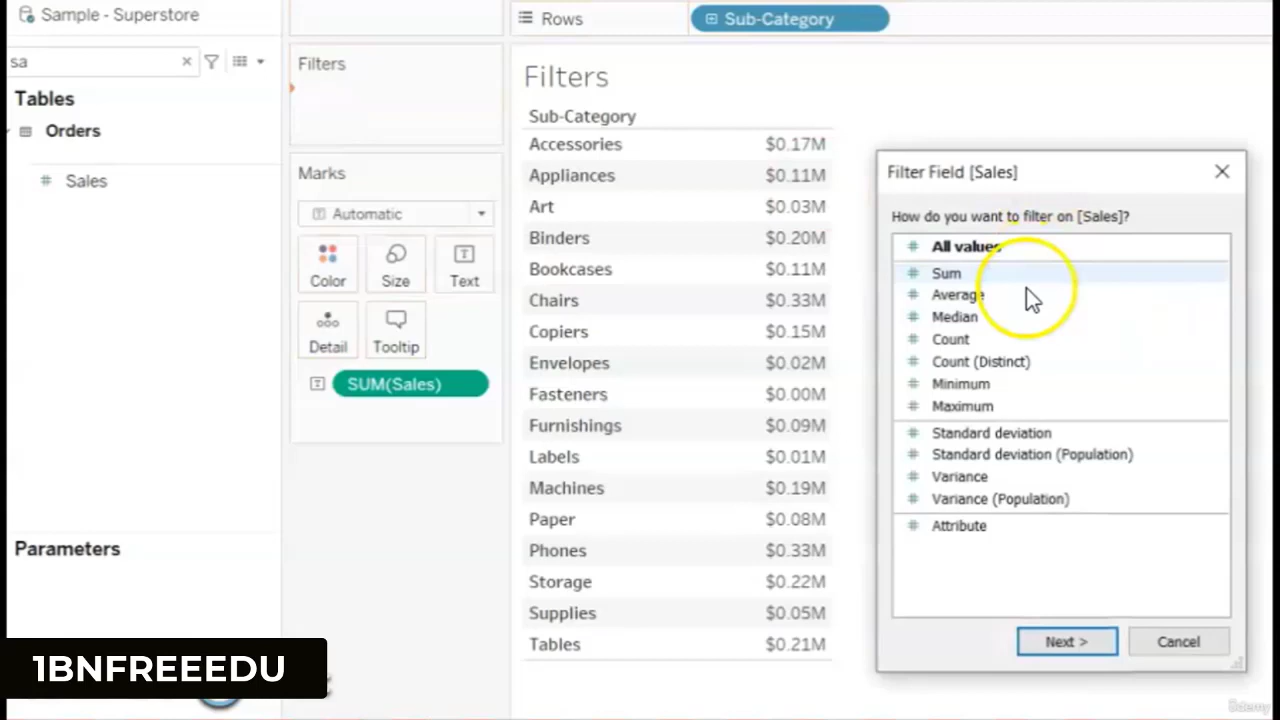 Sample - Superstore
Rows
Sub-Category
sa
Tables
Orders
Sales
Parameters
Filters
Marks
Automatic
Color
Size
Text
Detail
Tooltip
SUM(Sales)
Filters
Sub-Category
Accessories $0.17M
Appliances $0.11M
Art $0.03M
Binders $0.20M
Bookcases $0.11M
Chairs $0.33M
Copiers $0.15M
Envelopes $0.02M
Fasteners $0.00M
Furnishings $0.09M
Labels $0.01M
Machines $0.19M
Paper $0.08M
Phones $0.33M
Storage $0.22M
Supplies $0.05M
Tables $0.21M
Filter Field [Sales]
How do you want to filter on [Sales]?
All values
Sum
Average
Median
Count
Count (Distinct)
Minimum
Maximum
Standard deviation
Standard deviation (Population)
Variance
Variance (Population)
Attribute
Next >
Cancel
1BNFREEEDU
Udemy